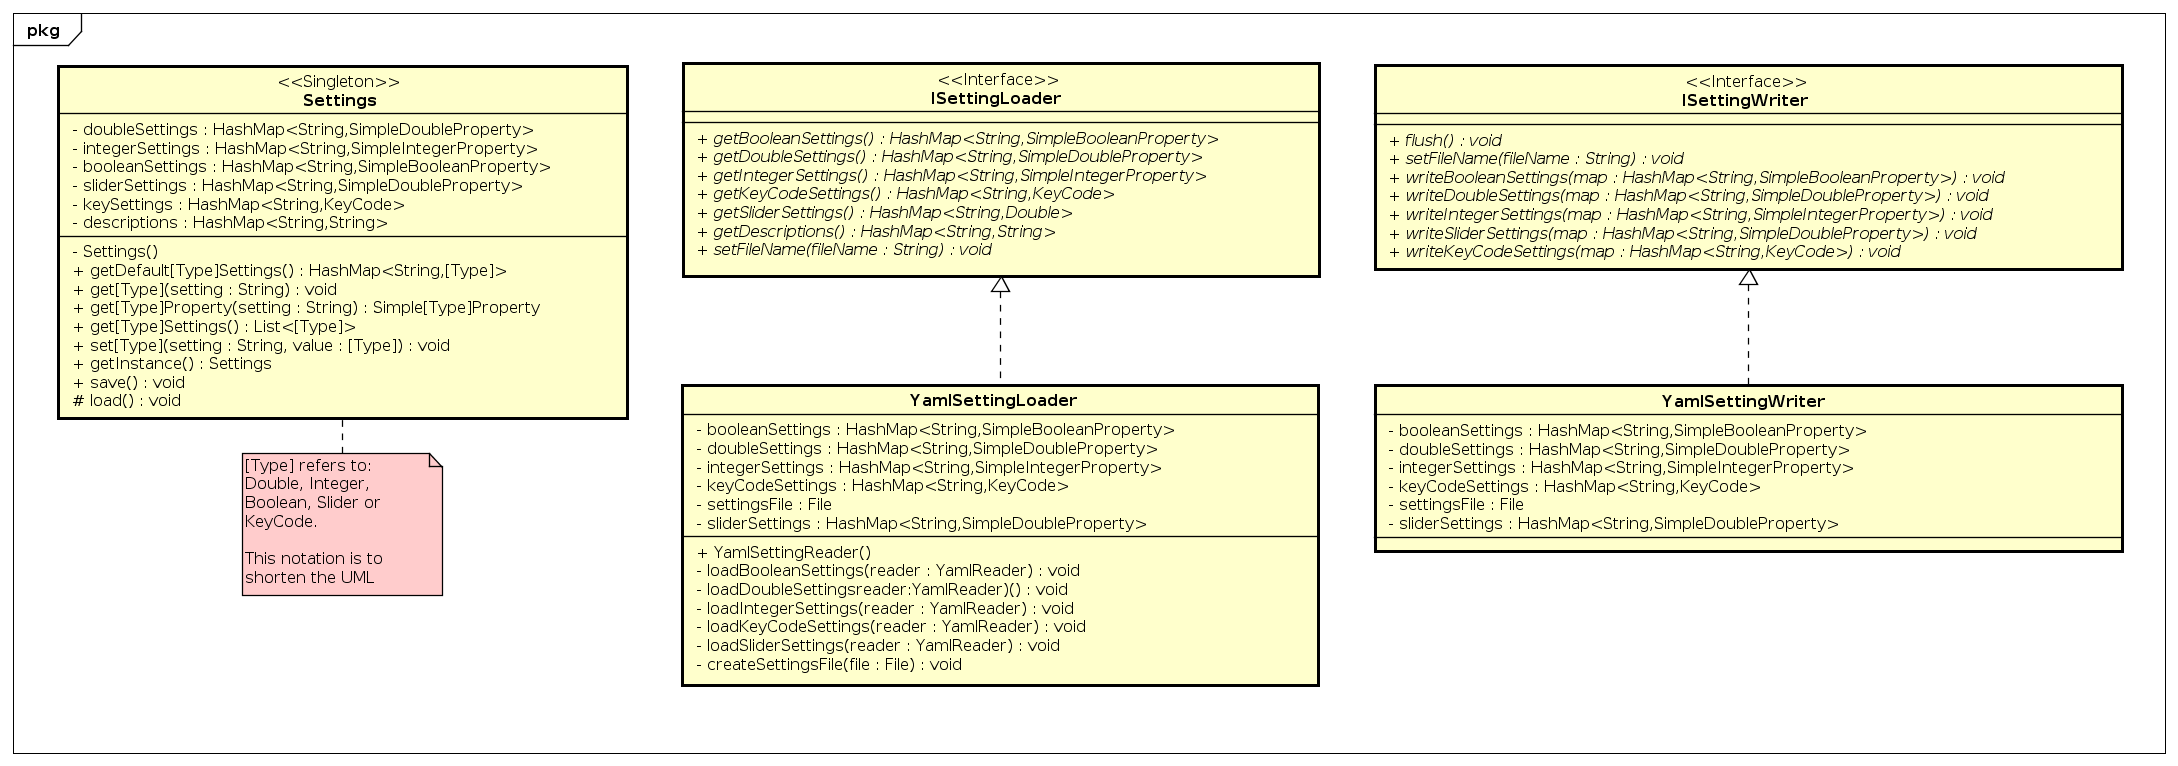 pkg
<<Singleton>>
Settings
- doubleSettings : HashMap<String,SimpleDoubleProperty>
- integerSettings : HashMap<String,SimpleIntegerProperty>
- booleanSettings : HashMap<String,SimpleBooleanProperty>
- sliderSettings : HashMap<String,SimpleDoubleProperty>
- keySettings : HashMap<String,KeyCode>
- descriptions : HashMap<String,String>
- Settings()
+ getDefault[Type]Settings() : HashMap<String,[Type]>
+ get[Type](setting : String) : void
+ get[Type]Property(setting : String) : Simple[Type]Property
+ get[Type]Settings() : List<[Type]>
+ set[Type](setting : String, value : [Type]) : void
+ getInstance() : Settings
+ save() : void
# load() : void
[Type] refers to:
Double, Integer,
Boolean, Slider or
KeyCode.
This notation is to
shorten the UML
<<Interface>>
ISettingLoader
+ getBooleanSettings() : HashMap<String,SimpleBooleanProperty>
+ getDoubleSettings() : HashMap<String,SimpleDoubleProperty>
+ getIntegerSettings() : HashMap<String,SimpleIntegerProperty>
+ getKeyCodeSettings() : HashMap<String,KeyCode>
+ getSliderSettings() : HashMap<String,Double>
+ getDescriptions() : HashMap<String,String>
+ setFileName(fileName : String) : void
YamlSettingLoader
- booleanSettings : HashMap<String,SimpleBooleanProperty>
- doubleSettings : HashMap<String,SimpleDoubleProperty>
- integerSettings : HashMap<String,SimpleIntegerProperty>
- keyCodeSettings : HashMap<String,KeyCode>
- settingsFile : File
- sliderSettings : HashMap<String,SimpleDoubleProperty>
+ YamlSettingReader()
- loadBooleanSettings(reader : YamlReader) : void
- loadDoubleSettingsreader:YamlReader)() : void
- loadIntegerSettings(reader : YamlReader) : void
- loadKeyCodeSettings(reader : YamlReader) : void
- loadSliderSettings(reader : YamlReader) : void
- createSettingsFile(file : File) : void
<<Interface>>
ISettingWriter
+ flush() : void
+ setFileName(fileName : String) : void
+ writeBooleanSettings(map : HashMap<String,SimpleBooleanProperty>) : void
+ writeDoubleSettings(map : HashMap<String,SimpleDoubleProperty>) : void
+ writeIntegerSettings(map : HashMap<String,SimpleIntegerProperty>) : void
+ writeSliderSettings(map : HashMap<String,SimpleDoubleProperty>) : void
+ writeKeyCodeSettings(map : HashMap<String,KeyCode>) : void
YamlSettingWriter
- booleanSettings : HashMap<String,SimpleBooleanProperty>
- doubleSettings : HashMap<String,SimpleDoubleProperty>
- integerSettings : HashMap<String,SimpleIntegerProperty>
- keyCodeSettings : HashMap<String,KeyCode>
- settingsFile : File
- sliderSettings : HashMap<String,SimpleDoubleProperty>